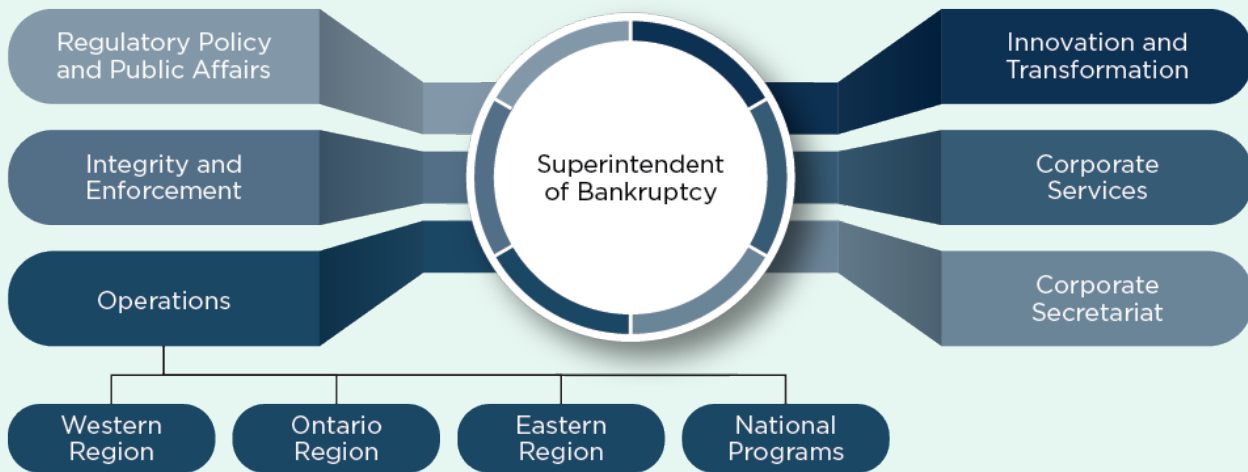 Regulatory Policy
and Public Affairs
Integrity and
Enforcement
Operations
Superintendent
of Bankruptcy
Innovation and
Transformation
Corporate
Services
Corporate
Secretariat
Western
Region
Ontario
Region
Eastern
Region
National
Programs